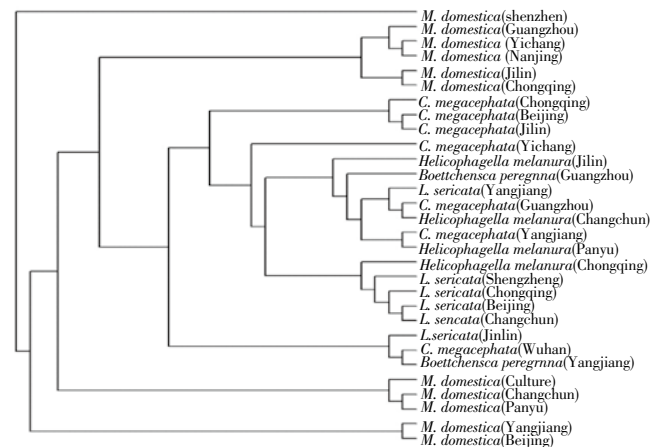 M. domestica(shenzhen)
M. domestica(Guangzhou)
M. domestica (Yichang)
M. domestica (Nanjing)
M. domestica(Jilin)
M. domestica(Chongqing)
C. megacephata(Chongqing)
C. megacephata(Beijing)
C. megacephata(Jilin)
C. megacephata(Yichang)
Helicophagella melanura(Jilin)
Boettchensca peregnna(Guangzhou)
L. sericata(Yangjiang)
C. megacephata(Guangzhou)
Helicophagella melanura(Changchun)
C. megacephata(Yangjiang)
Helicophagella melanura(Panyu)
Helicophagella melanura(Chongqing)
L. sericata(Shengzheng)
L. sericata(Chongqing)
L. sericata(Beijing)
L. sencata(Changchun)
L.sericata(Jinlin)
C. megacephata(Wuhan)
Boettchensca peregrnna(Yangjiang)
M. domestica(Culture)
M. domestica(Changchun)
M. domestica(Panyu)
M. domestica(Yangjiang)
M. domestica(Beijing)